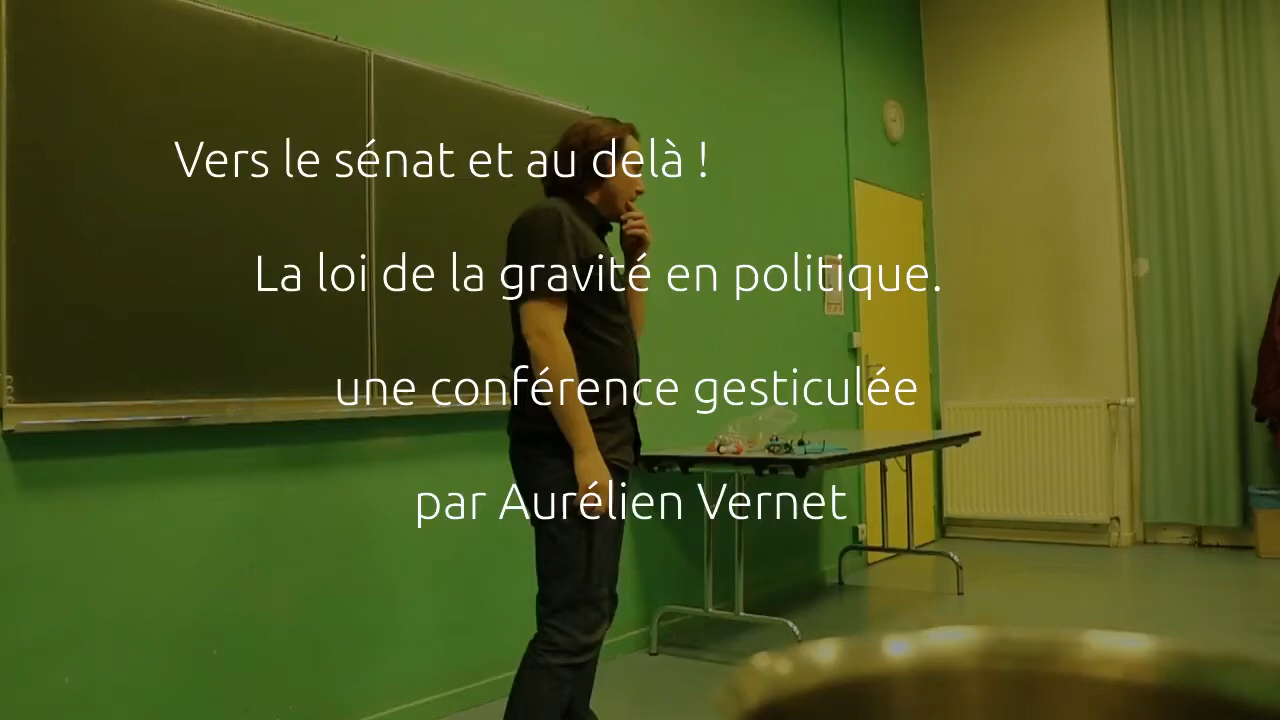 Vers le sénat et au delà !
La loi de la gravité en politique.
une conférence gesticulée
par Aurélien Vernet